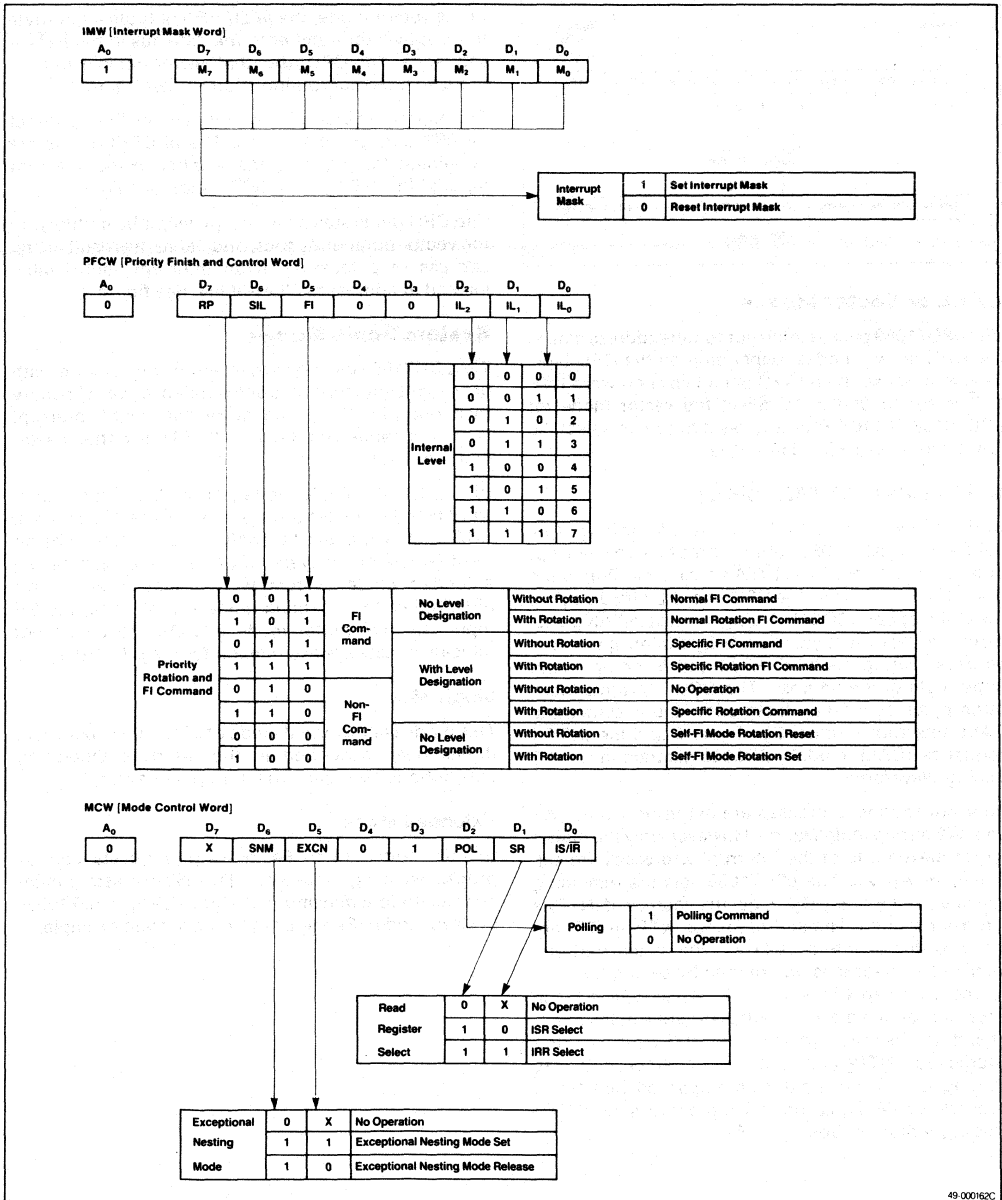 IMW [Interrupt Mask Word]
A0 D7 D6 D5 D4 D3 D2 D1 D0
1 M7 M6 M5 M4 M3 M2 M1 M0
Interrupt Mask
1 Set Interrupt Mask
0 Reset Interrupt Mask
PFCW [Priority Finish and Control Word]
A0 D7 D6 D5 D4 D3 D2 D1 D0
0 RP SIL FI 0 0 IL2 IL1 IL0
Internal Level
0 0 0 0
0 0 1 1
0 1 0 2
0 1 1 3
1 0 0 4
1 0 1 5
1 1 0 6
1 1 1 7
Priority Rotation and FI Command
0 0 1 FI Com- mand No Level Designation Without Rotation Normal FI Command
1 0 1 With Rotation Normal Rotation FI Command
0 1 1 With Level Designation Without Rotation Specific FI Command
1 1 1 With Rotation Specific Rotation FI Command
0 1 0 Non- FI Com- mand Without Rotation No Operation
1 1 0 With Rotation Specific Rotation Command
0 0 0 No Level Designation Without Rotation Self-FI Mode Rotation Reset
1 0 0 With Rotation Self-FI Mode Rotation Set
MCW [Mode Control Word]
A0 D7 D6 D5 D4 D3 D2 D1 D0
0 X SNM EXCN 0 1 POL SR IS/I̅R̅
Polling
1 Polling Command
0 No Operation
Read 0 X No Operation
Register 1 0 ISR Select
Select 1 1 IRR Select
Exceptional 0 X No Operation
Nesting 1 1 Exceptional Nesting Mode Set
Mode 1 0 Exceptional Nesting Mode Release
49-000162C